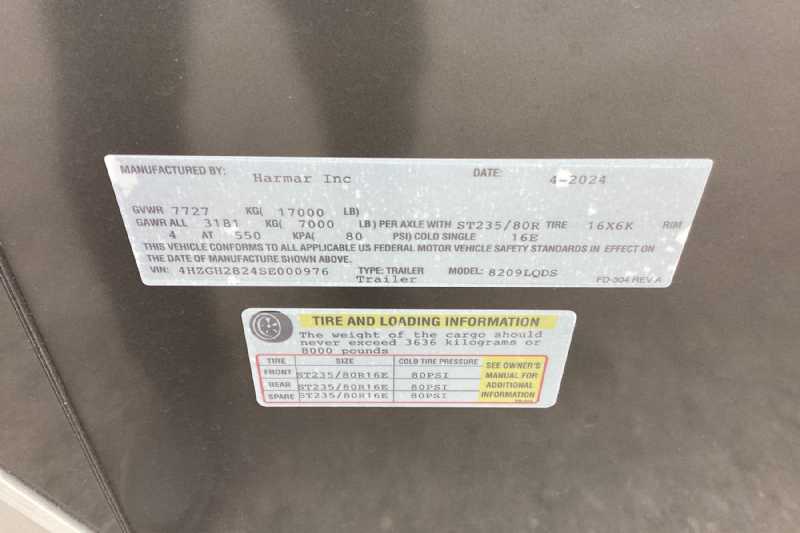 MANUFACTURED BY: Harmar Inc DATE: 4-2024
GVWR 7727 KG( 17000 LB)
GAWR ALL 3181 KG( 7000 LB) PER AXLE WITH ST235/80R TIRE 16X6K RIM
4 AT 550 KPA( 80 PSI) COLD SINGLE 16E
THIS VEHICLE CONFORMS TO ALL APPLICABLE US FEDERAL MOTOR VEHICLE SAFETY STANDARDS IN EFFECT ON
THE DATE OF MANUFACTURE SHOWN ABOVE.
VIN: 4HZGH2B24SE000976 TYPE: TRAILER MODEL: 8209LQDS
Trailer FD-304 REV A
TIRE AND LOADING INFORMATION
The weight of the cargo should
never exceed 3636 kilograms or
8000 pounds
TIRE SIZE COLD TIRE PRESSURE SEE OWNER'S
FRONT ST235/80R16E 80PSI MANUAL FOR
REAR ST235/80R16E 80PSI ADDITIONAL
SPARE ST235/80R16E 80PSI INFORMATION